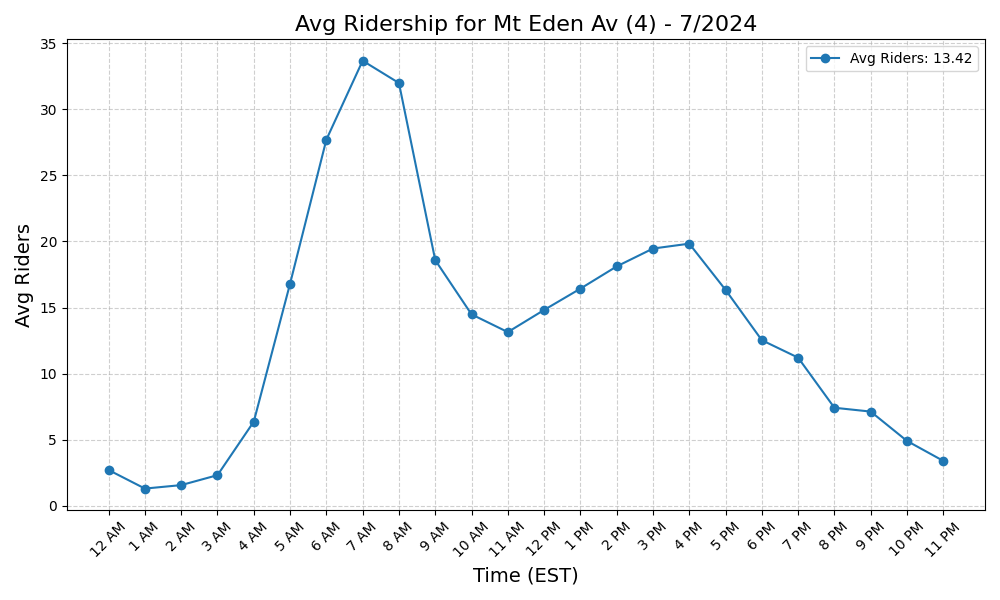 Avg Ridership for Mt Eden Av (4) - 7/2024
Avg Riders: 13.42
Avg Riders
35
30
25
20
15
10
5
0
12 AM
1 AM
2 AM
3 AM
4 AM
5 AM
6 AM
7 AM
8 AM
9 AM
10 AM
11 AM
12 PM
1 PM
2 PM
3 PM
4 PM
5 PM
6 PM
7 PM
8 PM
9 PM
10 PM
11 PM
Time (EST)